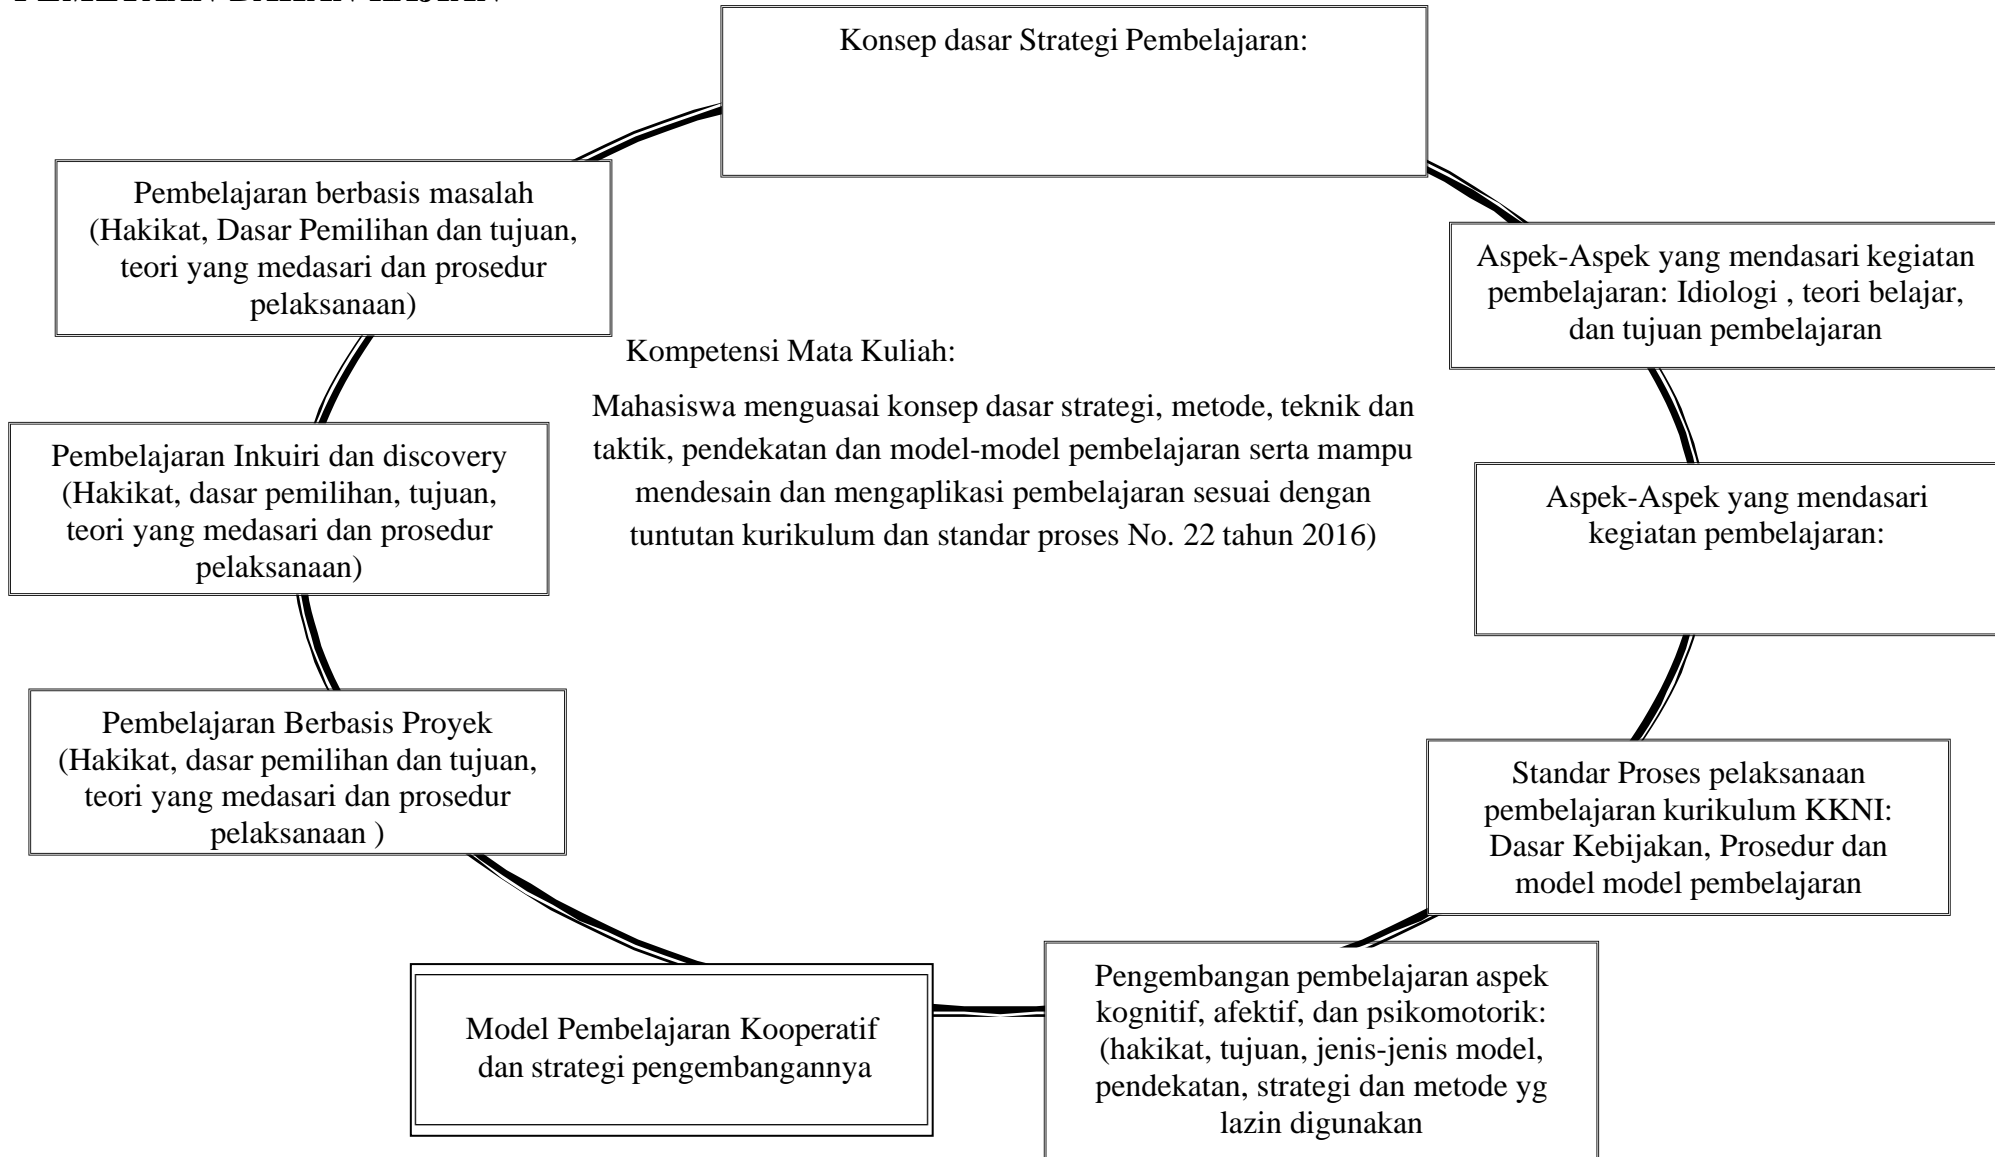 Konsep dasar Strategi Pembelajaran:
Pembelajaran berbasis masalah
(Hakikat, Dasar Pemilihan dan tujuan,
teori yang medasari dan prosedur
pelaksanaan)
Aspek-Aspek yang mendasari kegiatan
pembelajaran: Idiologi , teori belajar,
dan tujuan pembelajaran
Kompetensi Mata Kuliah:
Mahasiswa menguasai konsep dasar strategi, metode, teknik dan
taktik, pendekatan dan model-model pembelajaran serta mampu
mendesain dan mengaplikasi pembelajaran sesuai dengan
tuntutan kurikulum dan standar proses No. 22 tahun 2016)
Pembelajaran Inkuiri dan discovery
(Hakikat, dasar pemilihan, tujuan,
teori yang medasari dan prosedur
pelaksanaan)
Aspek-Aspek yang mendasari
kegiatan pembelajaran:
Pembelajaran Berbasis Proyek
(Hakikat, dasar pemilihan dan tujuan,
teori yang medasari dan prosedur
pelaksanaan )
Standar Proses pelaksanaan
pembelajaran kurikulum KKNI:
Dasar Kebijakan, Prosedur dan
model model pembelajaran
Model Pembelajaran Kooperatif
dan strategi pengembangannya
Pengembangan pembelajaran aspek
kognitif, afektif, dan psikomotorik:
(hakikat, tujuan, jenis-jenis model,
pendekatan, strategi dan metode yg
lazin digunakan